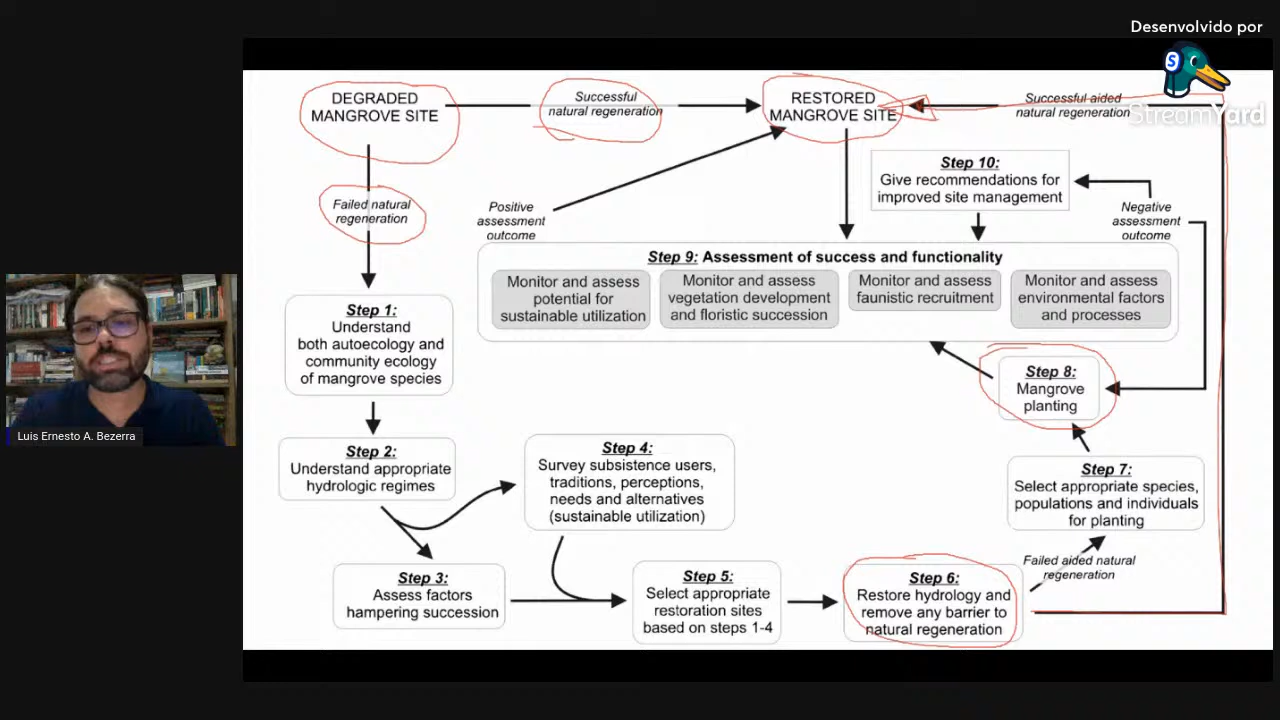 Desenvolvido por
S
StreamYard
DEGRADED
MANGROVE SITE
Successful
natural regeneration
RESTORED
MANGROVE SITE
Successful aided
natural regeneration
Failed natural
regeneration
Positive
assessment
outcome
Step 10:
Give recommendations for
improved site management
Negative
assessment
outcome
Step 9: Assessment of success and functionality
Monitor and assess
potential for
sustainable utilization
Monitor and assess
vegetation development
and floristic succession
Monitor and assess
faunistic recruitment
Monitor and assess
environmental factors
and processes
Step 1:
Understand
both autoecology and
community ecology
of mangrove species
Step 8:
Mangrove
planting
Luis Ernesto A. Bezerra
Step 2:
Understand appropriate
hydrologic regimes
Step 4:
Survey subsistence users,
traditions, perceptions,
needs and alternatives
(sustainable utilization)
Step 7:
Select appropriate species,
populations and individuals
for planting
Failed aided natural
regeneration
Step 3:
Assess factors
hampering succession
Step 5:
Select appropriate
restoration sites
based on steps 1-4
Step 6:
Restore hydrology and
remove any barrier to
natural regeneration